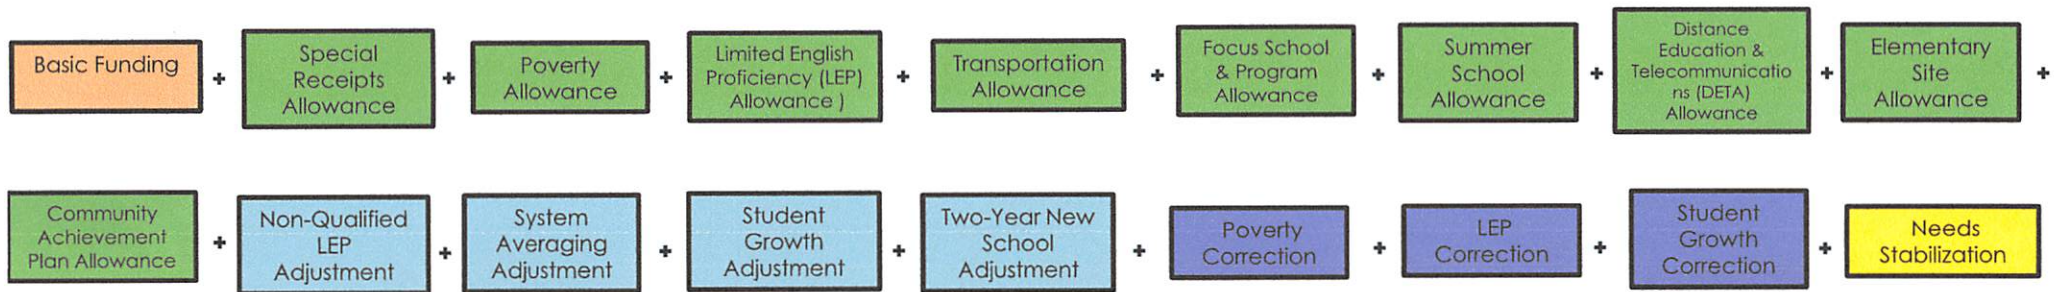 Basic Funding
+
Special
Receipts
Allowance
+
Poverty
Allowance
+
Limited English
Proficiency (LEP)
Allowance )
+
Transportation
Allowance
+
Focus School
& Program
Allowance
+
Summer
School
Allowance
+
Distance
Education &
Telecommunicatio
ns (DETA)
Allowance
+
Elementary
Site
Allowance
+
Community
Achievement
Plan Allowance
+
Non-Qualified
LEP
Adjustment
+
System
Averaging
Adjustment
+
Student
Growth
Adjustment
+
Two-Year New
School
Adjustment
+
Poverty
Correction
+
LEP
Correction
+
Student
Growth
Correction
+
Needs
Stabilization